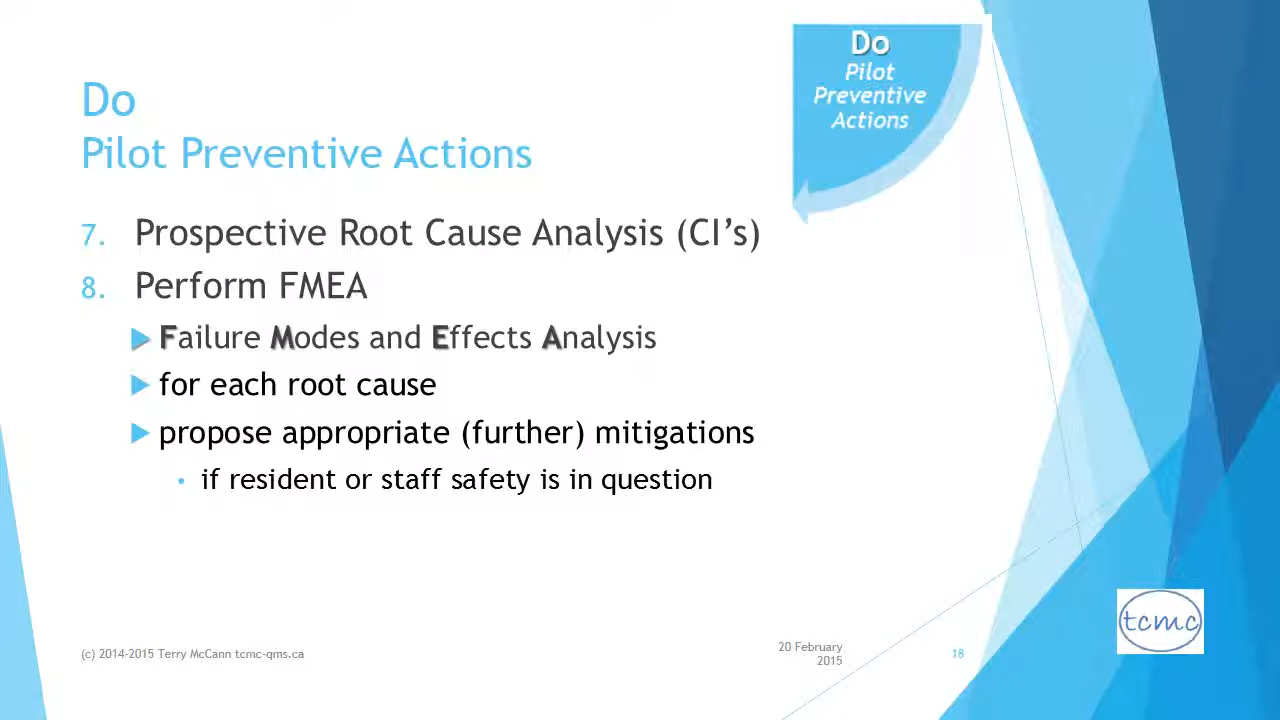 Do
Pilot
Preventive
Actions
Do
Pilot Preventive Actions
7. Prospective Root Cause Analysis (CI’s)
8. Perform FMEA
Failure Modes and Effects Analysis
for each root cause
propose appropriate (further) mitigations
• if resident or staff safety is in question
(c) 2014-2015 Terry McCann tcmc-qms.ca
20 February
2015
18
tcmc